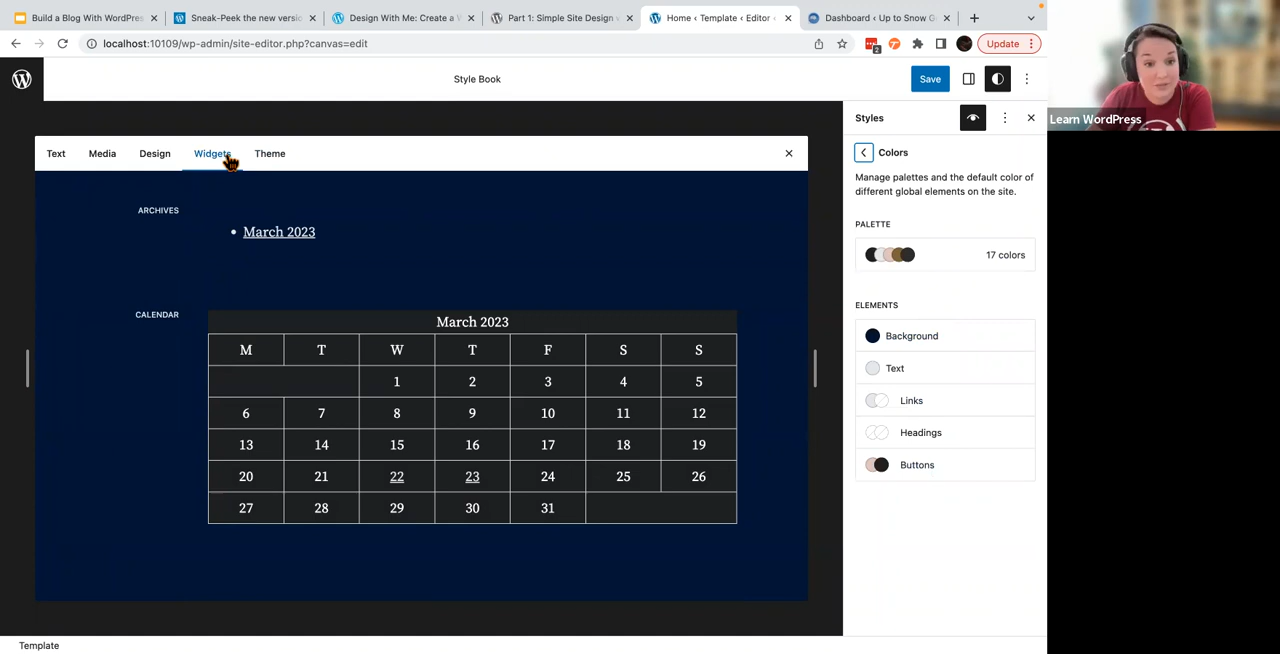 Build a Blog With WordPres
Sneak-Peek the new versio
Design With Me: Create a W
Part 1: Simple Site Design w
Home ‹ Template ‹ Editor
Dashboard ‹ Up to Snow G
localhost:10109/wp-admin/site-editor.php?canvas=edit
2
Update
Style Book
Save
Styles
Learn WordPress
Text
Media
Design
Widgets
Theme
Colors
Manage palettes and the default color of
different global elements on the site.
PALETTE
17 colors
ELEMENTS
Background
Text
Links
Headings
Buttons
ARCHIVES
March 2023
CALENDAR
March 2023
M T W T F S S
1 2 3 4 5
6 7 8 9 10 11 12
13 14 15 16 17 18 19
20 21 22 23 24 25 26
27 28 29 30 31
Template